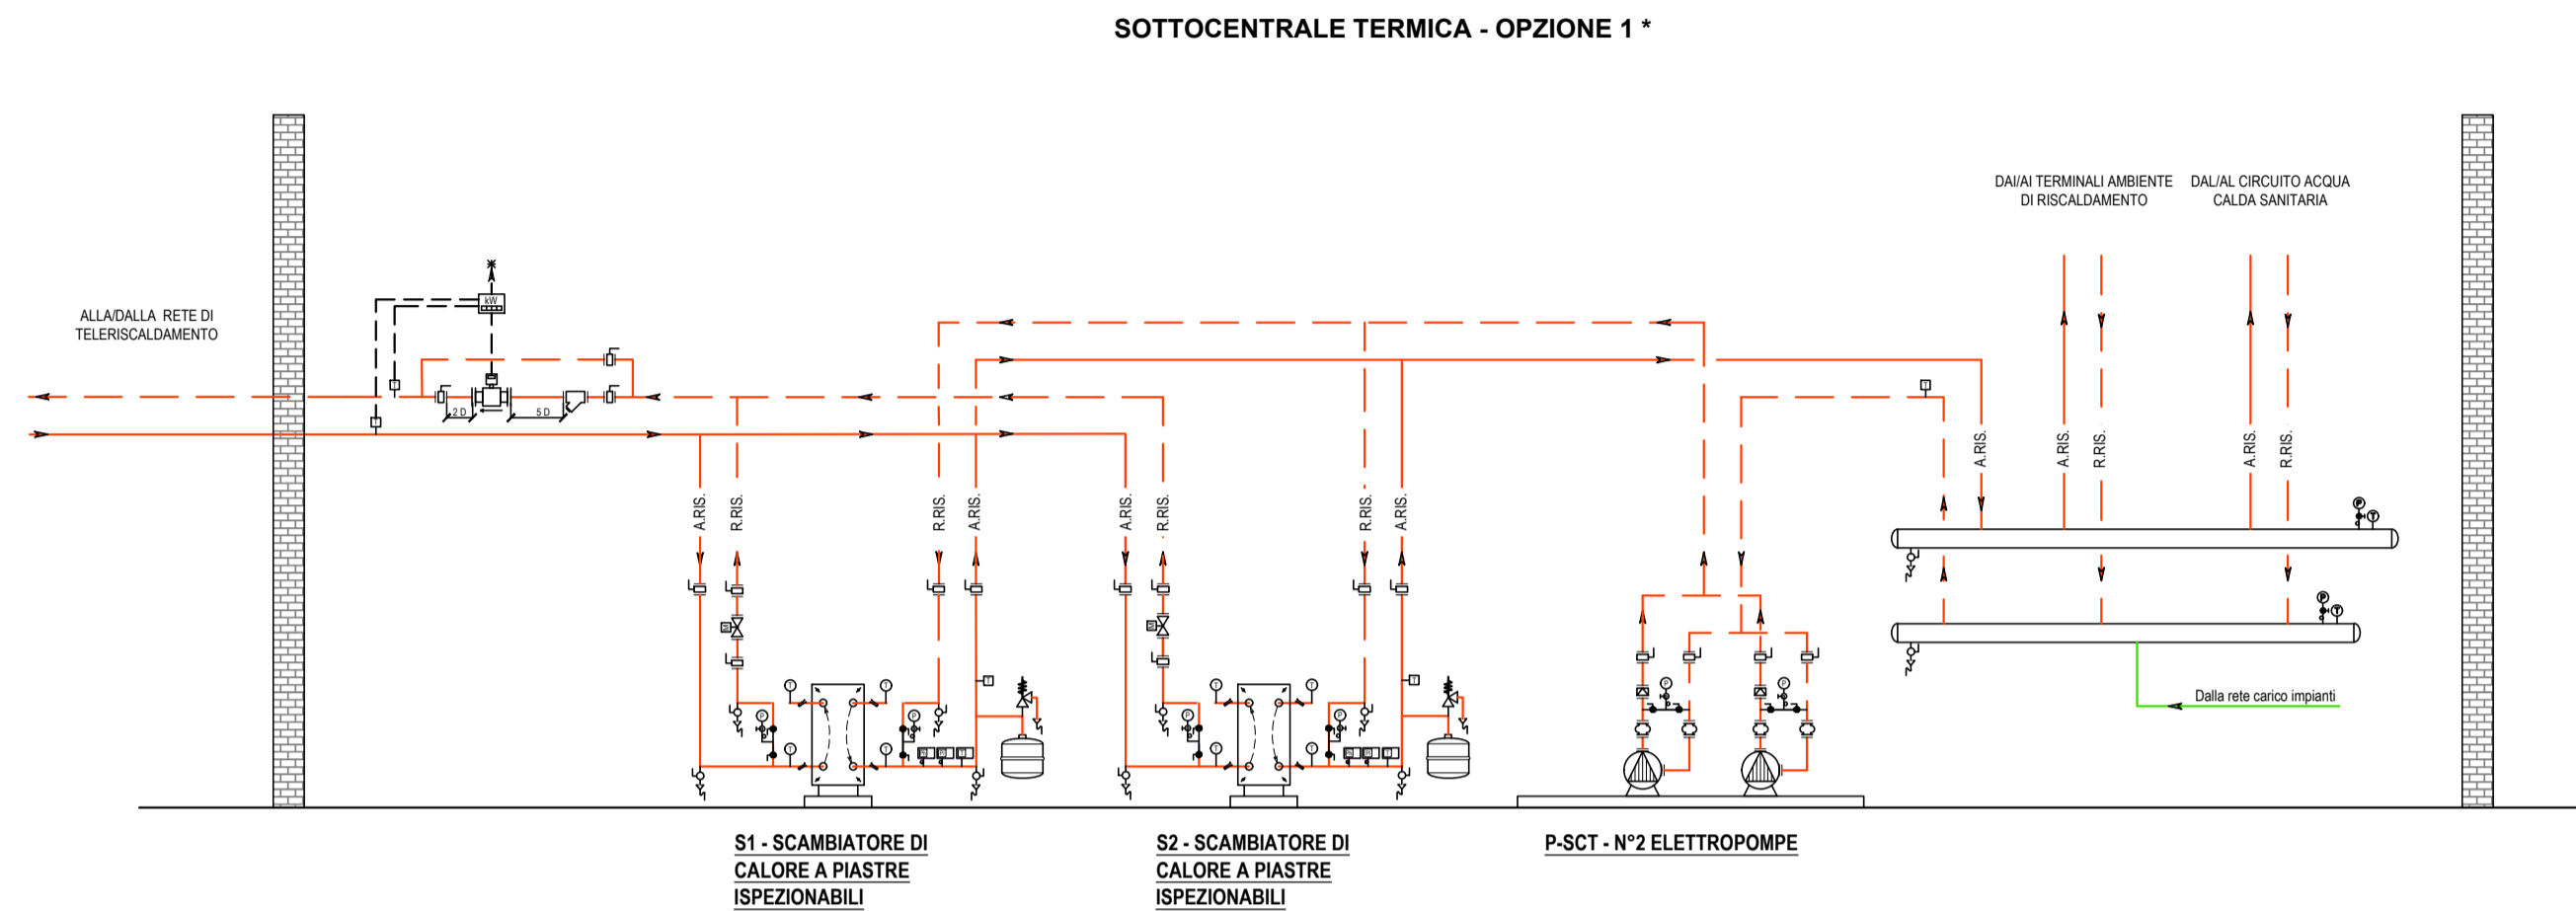 SOTTOCENTRALE TERMICA - OPZIONE 1 *
DAI/AI TERMINALI AMBIENTE
DI RISCALDAMENTO
DAL/AL CIRCUITO ACQUA
CALDA SANITARIA
ALLA/DALLA RETE DI
TELERISCALDAMENTO
kW
T
T
2 D
5 D
T
A.RIS.
A.RIS.
R.RIS.
A.RIS.
R.RIS.
A.RIS.
R.RIS.
R.RIS.
A.RIS.
A.RIS.
R.RIS.
R.RIS.
A.RIS.
P
T
P
T
M
M
T
T
T
T
T
T
P
P
P
P
P
P
T
T
T
T
T
T
Dalla rete carico impianti
S1 - SCAMBIATORE DI
CALORE A PIASTRE
ISPEZIONABILI
S2 - SCAMBIATORE DI
CALORE A PIASTRE
ISPEZIONABILI
P-SCT - N°2 ELETTROPOMPE